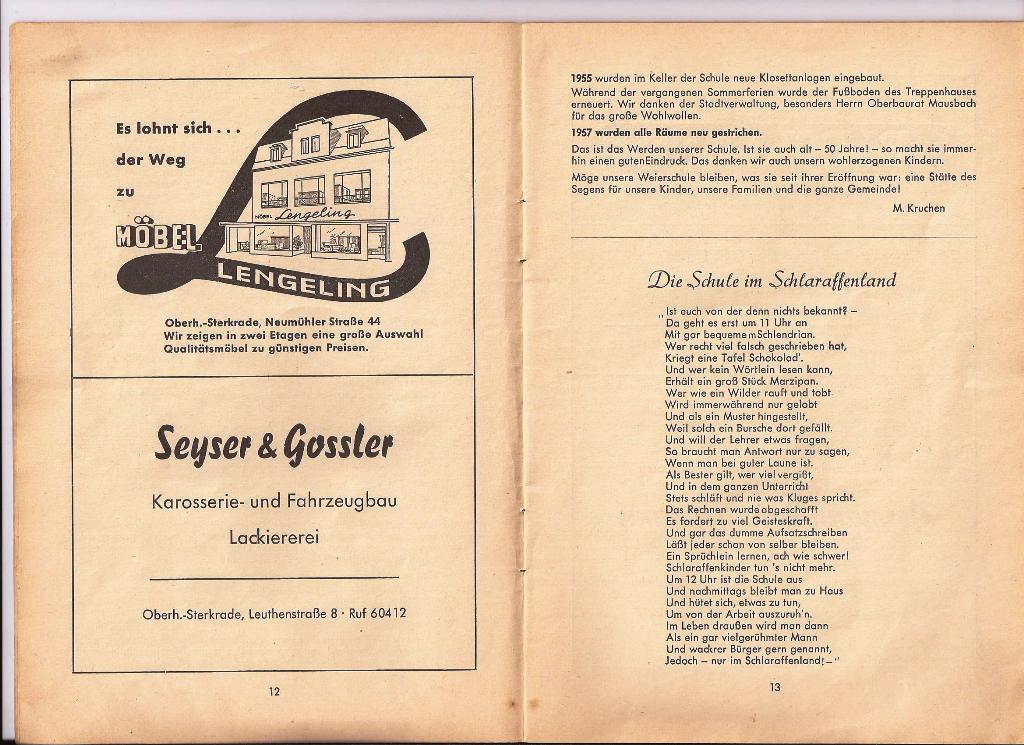 Es lohnt sich ...
der Weg
zu
MÖBEL
LENGELING
MÖBEL Lengeling
Oberh.-Sterkrade, Neumühler Straße 44
Wir zeigen in zwei Etagen eine große Auswahl
Qualitätsmöbel zu günstigen Preisen.
Seyser & Gossler
Karosserie- und Fahrzeugbau
Lackiererei
Oberh.-Sterkrade, Leuthenstraße 8 · Ruf 60412
12
1955 wurden im Keller der Schule neue Klosettanlagen eingebaut.
Während der vergangenen Sommerferien wurde der Fußboden des Treppenhauses
erneuert. Wir danken der Stadtverwaltung, besonders Herrn Oberbaurat Mausbach
für das große Wohlwollen.
1957 wurden alle Räume neu gestrichen.
Das ist das Werden unserer Schule. Ist sie auch alt – 50 Jahre! – so macht sie immer-
hin einen guten Eindruck. Das danken wir auch unsern wohlerzogenen Kindern.
Möge unsere Weierschule bleiben, was sie seit ihrer Eröffnung war: eine Stätte des
Segens für unsere Kinder, unsere Familien und die ganze Gemeinde!
M. Kruchen
Die Schule im Schlaraffenland
„Ist euch von der denn nichts bekannt? –
Da geht es erst um 11 Uhr an
Mit gar bequemem Schlendrian.
Wer recht viel falsch geschrieben hat,
Kriegt eine Tafel Schokolad'.
Und wer kein Wörtlein lesen kann,
Erhält ein groß Stück Marzipan.
Wer wie ein Wilder rauft und tobt
Wird immerwährend nur gelobt
Und als ein Muster hingestellt,
Weil solch ein Bursche dort gefällt.
Und will der Lehrer etwas fragen,
So braucht man Antwort nur zu sagen,
Wenn man bei guter Laune ist.
Als Bester gilt, wer viel vergißt,
Und in dem ganzen Unterricht
Stets schläft und nie was Kluges spricht.
Das Rechnen wurde abgeschafft
Es fordert zu viel Geisteskraft.
Und gar das dumme Aufsatzschreiben
Läßt jeder schon von selber bleiben.
Ein Sprüchlein lernen, ach wie schwer!
Schlaraffenkinder tun 's nicht mehr.
Um 12 Uhr ist die Schule aus
Und nachmittags bleibt man zu Haus
Und hütet sich, etwas zu tun,
Um von der Arbeit auszuruh'n.
Im Leben draußen wird man dann
Als ein gar vielgerühmter Mann
Und wackrer Bürger gern genannt,
Jedoch – nur im Schlaraffenland! –"
13